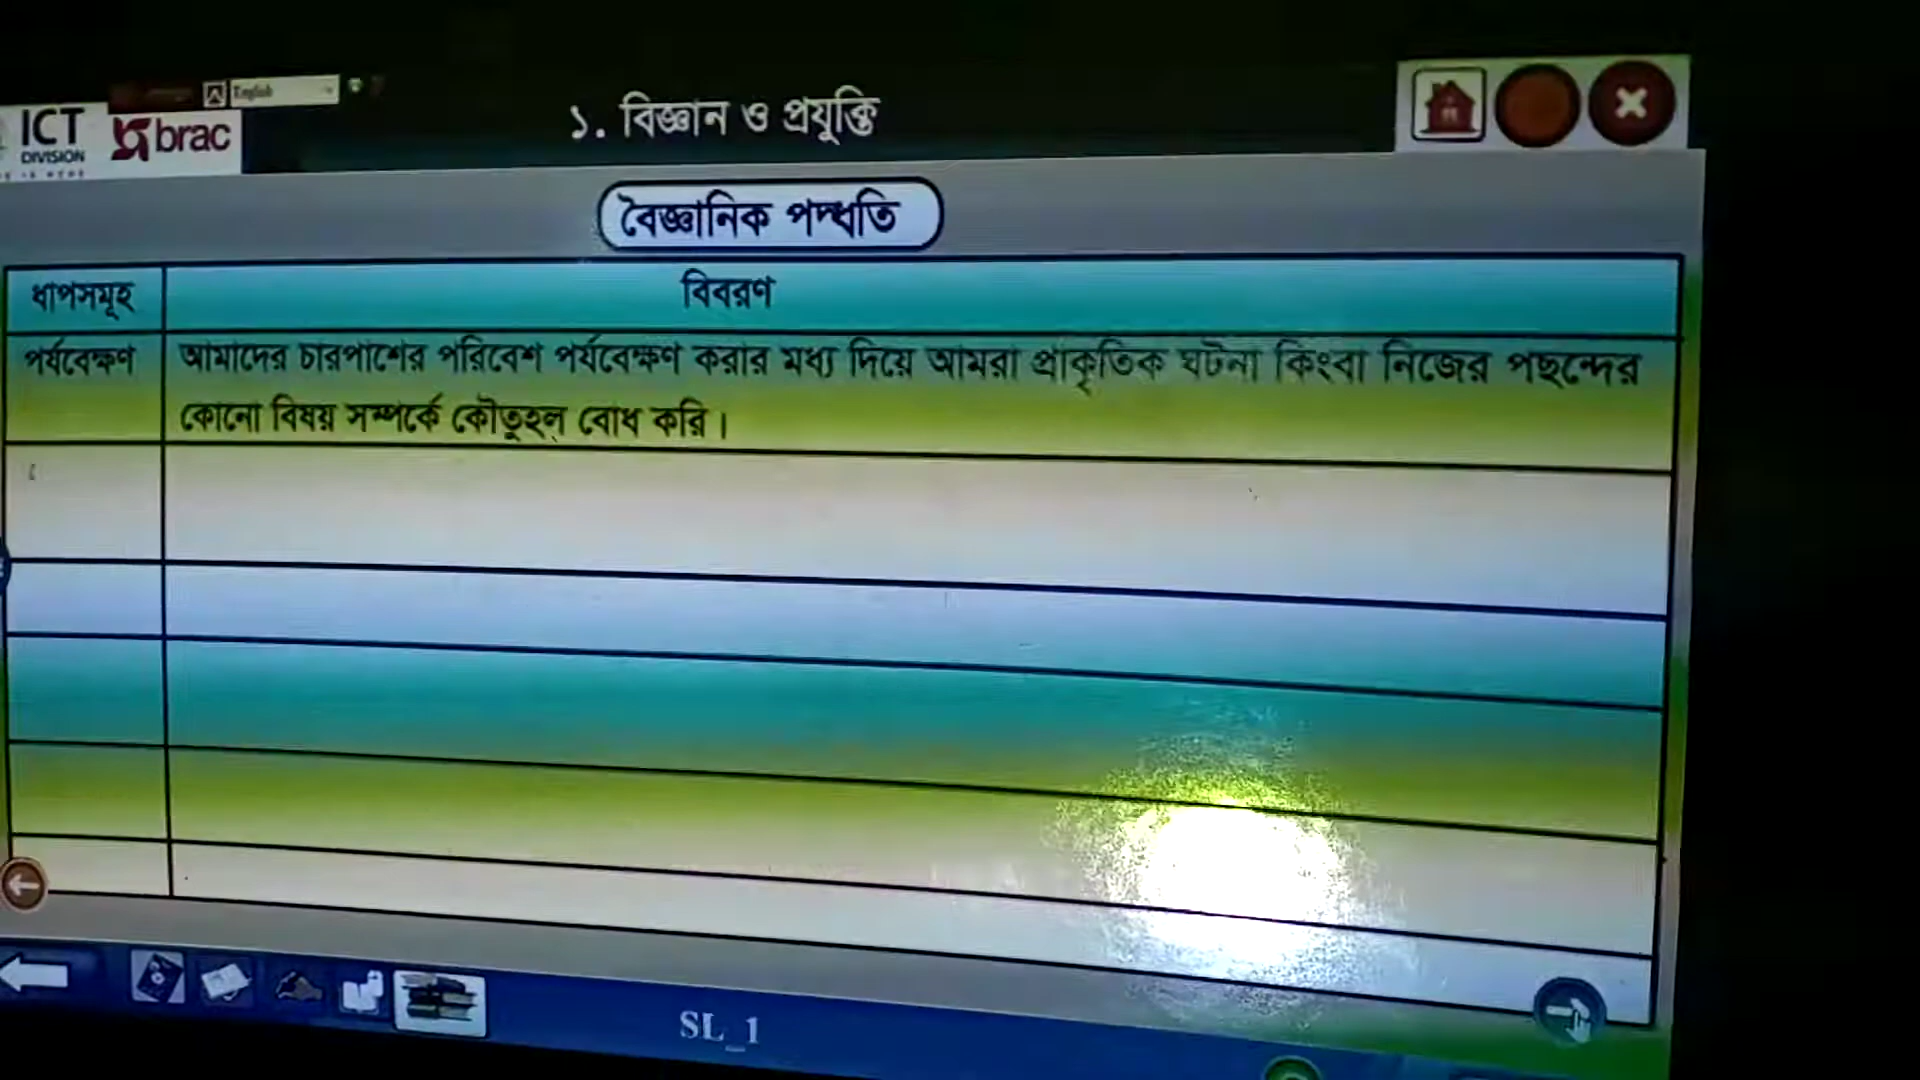 English
ICT
DIVISION
brac
১. বিজ্ঞান ও প্রযুক্তি
বৈজ্ঞানিক পদ্ধতি
ধাপসমূহ
বিবরণ
পর্যবেক্ষণ
আমাদের চারপাশের পরিবেশ পর্যবেক্ষণ করার মধ্য দিয়ে আমরা প্রাকৃতিক ঘটনা কিংবা নিজের পছন্দের
কোনো বিষয় সম্পর্কে কৌতুহল বোধ করি।
SL_1